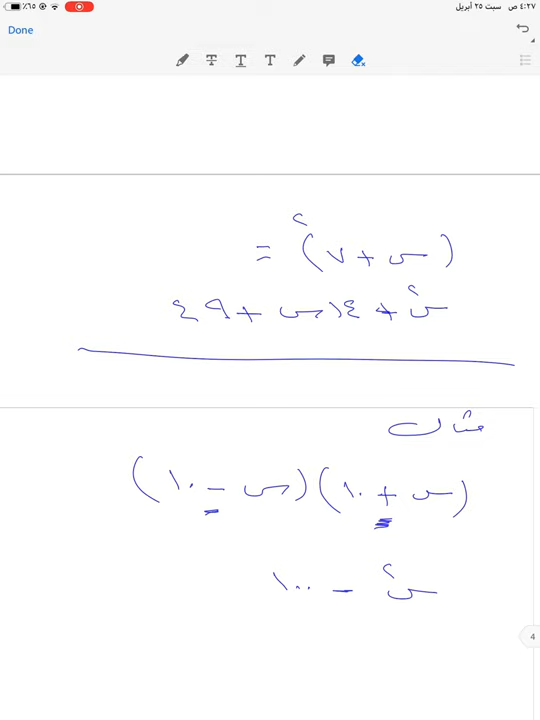 ٤:٢٧ ص سبت ٢٥ أبريل
٪٦٥
Done
(س + ٧)² =
س² + ١٤س + ٤٩
مثال
(س + ١٠)(س - ١٠)
س² - ١٠٠
4